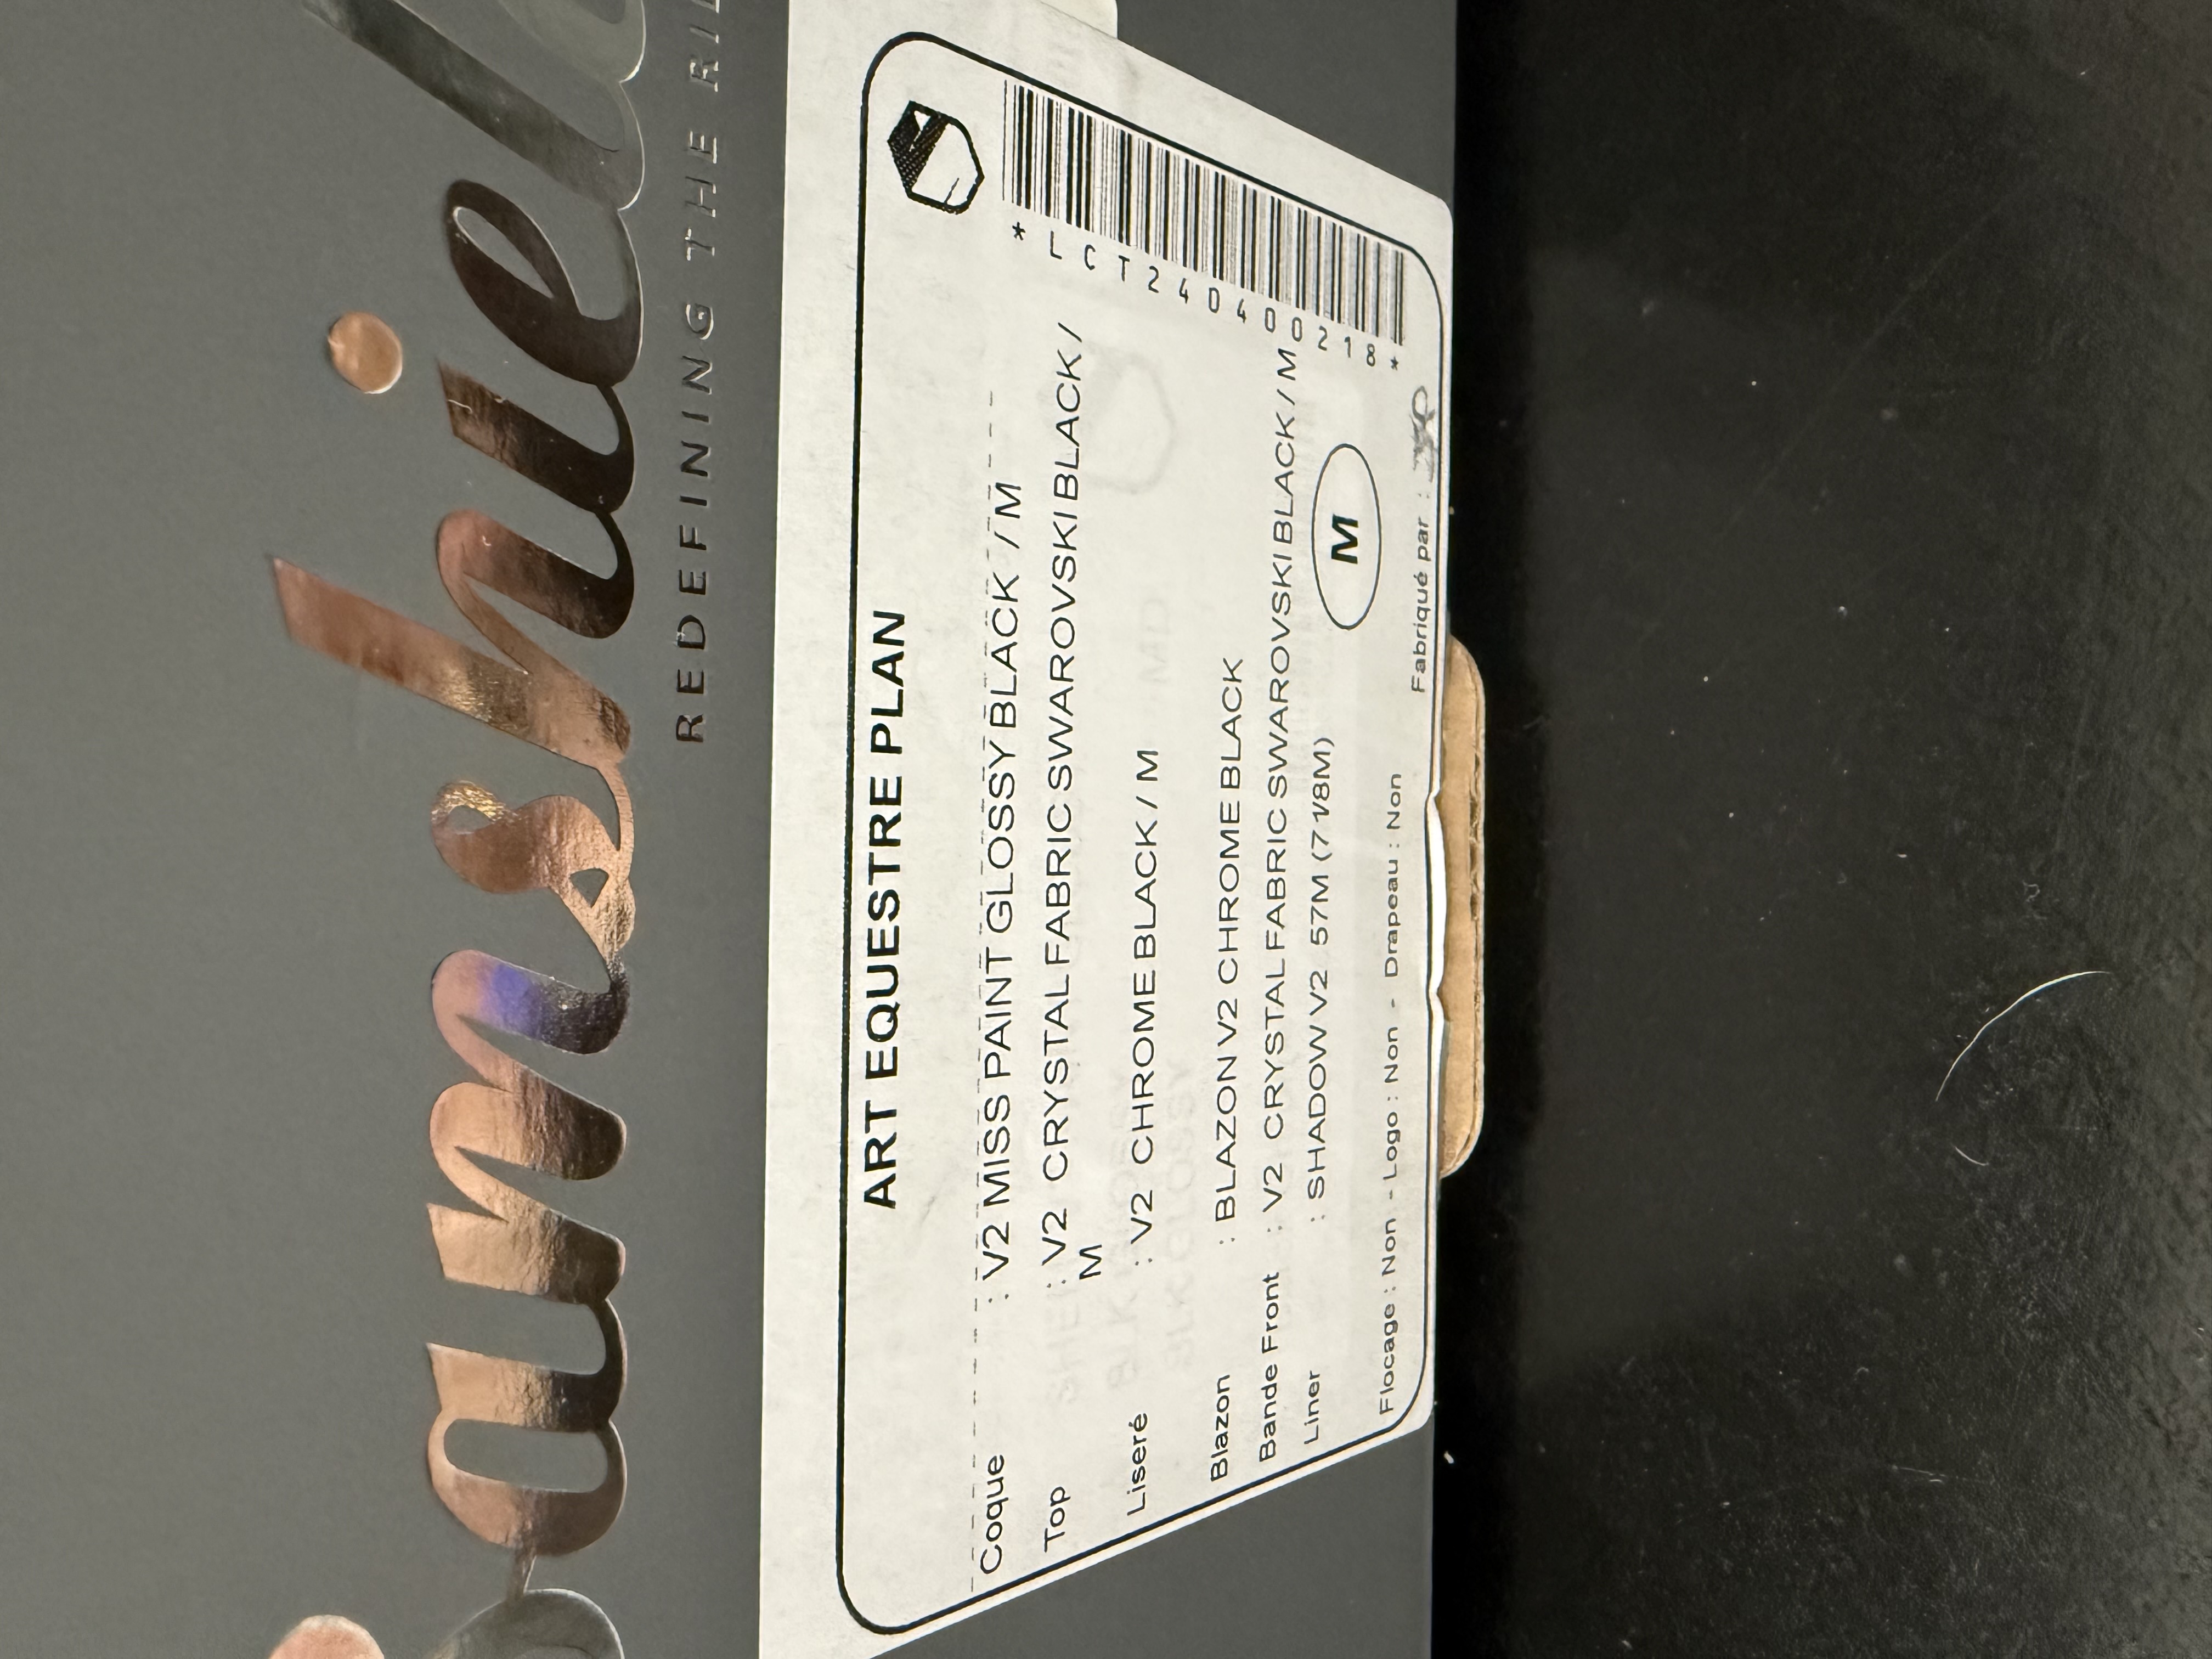 amshiel
REDEFINING THE RI
ART EQUESTRE PLAN
Coque : V2 MISS PAINT GLOSSY BLACK / M
Top : V2 CRYSTAL FABRIC SWAROVSKI BLACK /
M
Liseré : V2 CHROME BLACK / M
Blazon : BLAZON V2 CHROME BLACK
Bande Front : V2 CRYSTAL FABRIC SWAROVSKI BLACK / M
Liner : SHADOW V2 57M (7 1/8M)
M
Flocage : Non - Logo : Non - Drapeau : Non
Fabriqué par :
*LCT240400218*